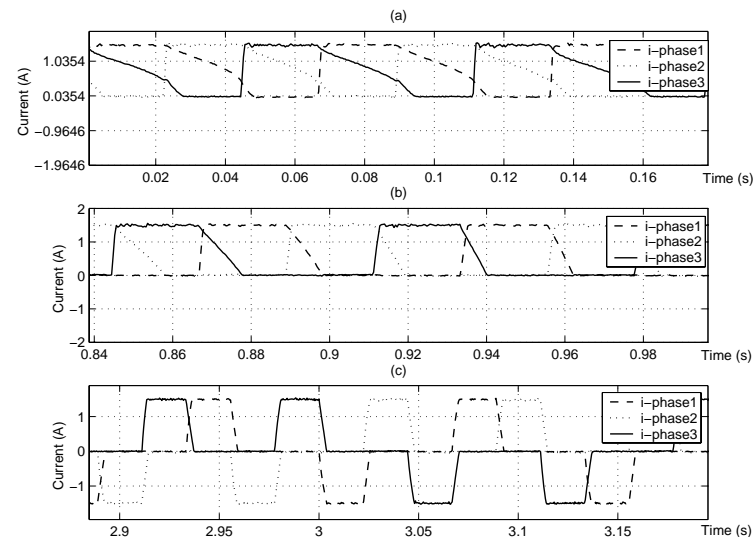 (a)
Current (A)
1.0354
0.0354
−0.9646
−1.9646
i−phase1
i−phase2
i−phase3
0.02 0.04 0.06 0.08 0.1 0.12 0.14 0.16 Time (s)
(b)
Current (A)
2
1
0
−1
−2
i−phase1
i−phase2
i−phase3
0.84 0.86 0.88 0.9 0.92 0.94 0.96 0.98 Time (s)
(c)
Current (A)
1
0
−1
i−phase1
i−phase2
i−phase3
2.9 2.95 3 3.05 3.1 3.15 Time (s)